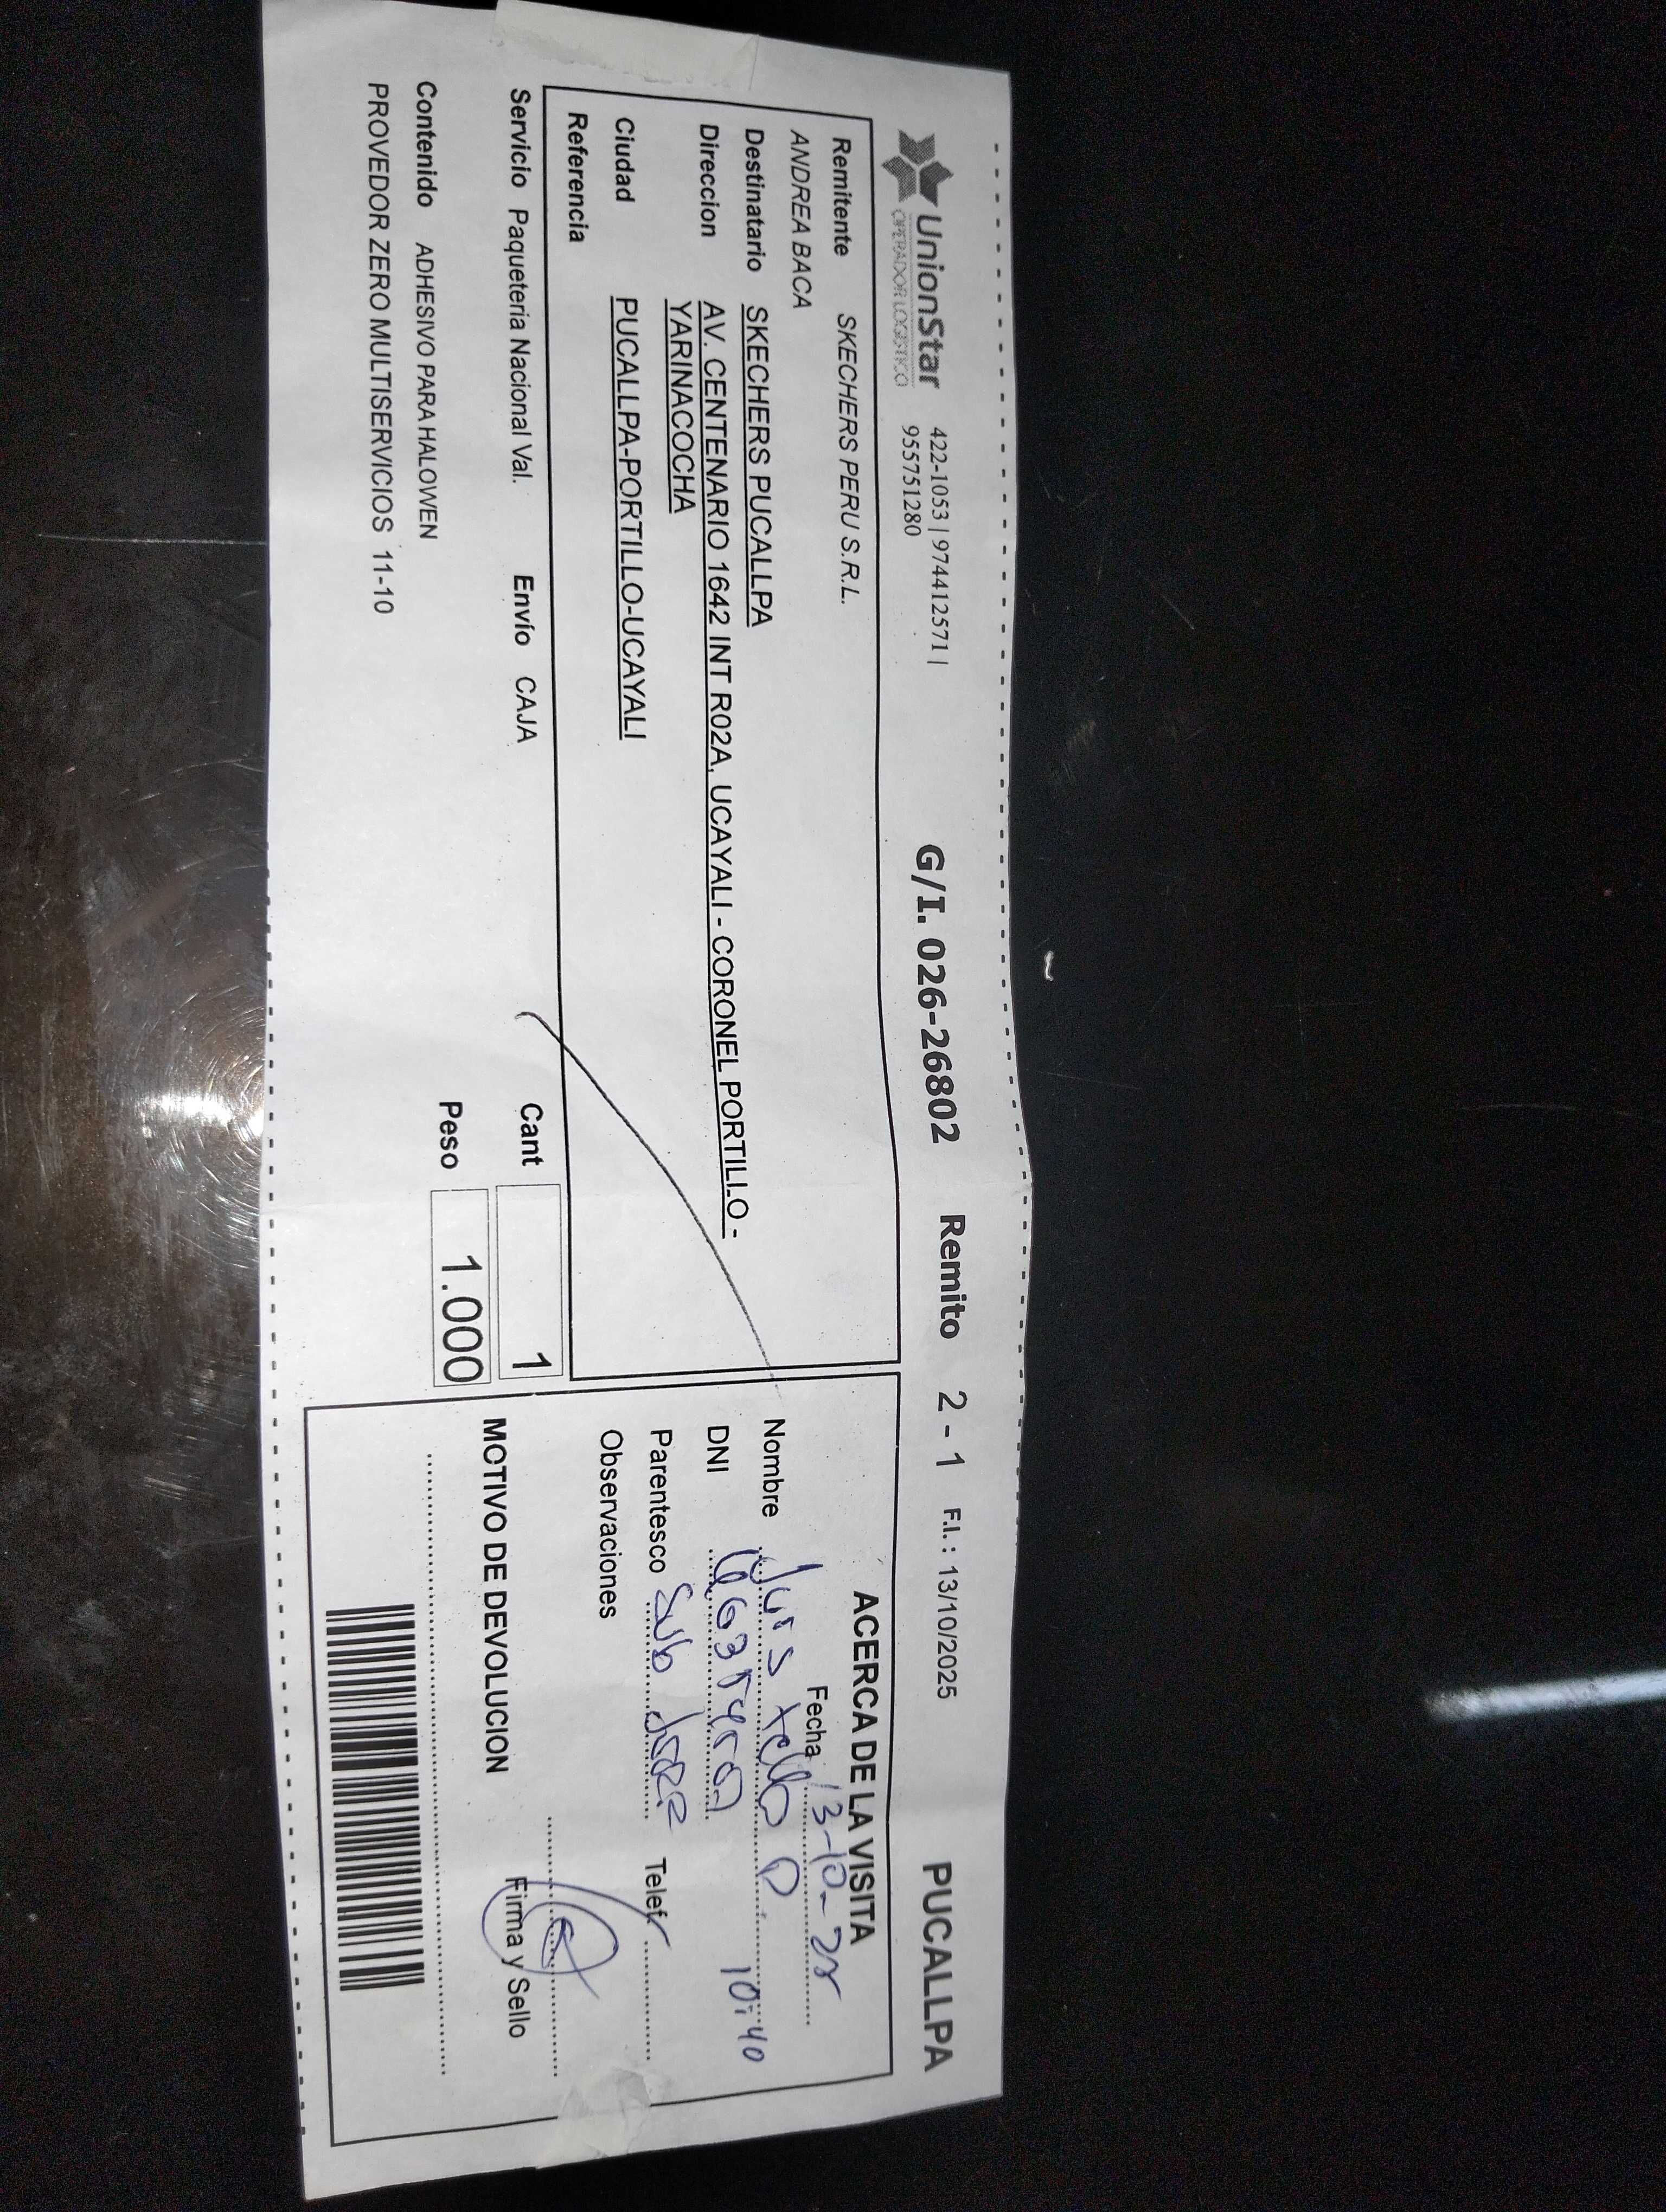 UnionStar
OPERADOR LOGISTICO
422-1053 | 974412571 |
955751280
G/I. 026-26802 Remito 2 - 1 F.I. : 13/10/2025 PUCALLPA
Remitente SKECHERS PERU S.R.L.
ANDREA BACA
Destinatario SKECHERS PUCALLPA
Direccion AV. CENTENARIO 1642 INT R02A, UCAYALI - CORONEL PORTILLO -
YARINACOCHA
Ciudad PUCALLPA-PORTILLO-UCAYALI
Referencia
Servicio Paqueteria Nacional Val. Envío CAJA Cant 1
Peso 1.000
Contenido ADHESIVO PARA HALOWEN
PROVEDOR ZERO MULTISERVICIOS 11-10
ACERCA DE LA VISITA
Fecha 13-10-25
Nombre
10:40
DNI
Parentesco Sub Telef.
Observaciones
Firma y Sello
MOTIVO DE DEVOLUCION